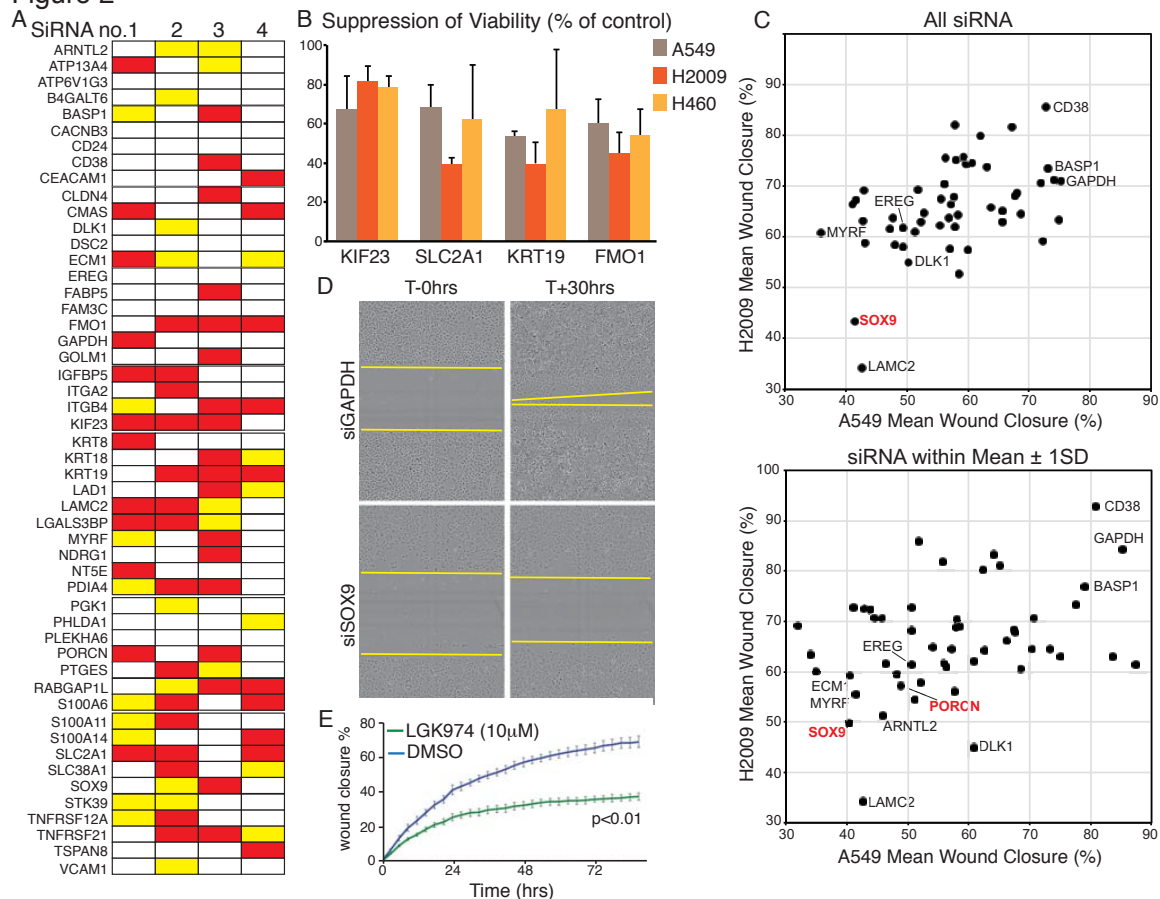 Figure 2
A
SiRNA no.1 2 3 4
ARNTL2
ATP13A4
ATP6V1G3
B4GALT6
BASP1
CACNB3
CD24
CD38
CEACAM1
CLDN4
CMAS
DLK1
DSC2
ECM1
EREG
FABP5
FAM3C
FMO1
GAPDH
GOLM1
IGFBP5
ITGA2
ITGB4
KIF23
KRT8
KRT18
KRT19
LAD1
LAMC2
LGALS3BP
MYRF
NDRG1
NT5E
PDIA4
PGK1
PHLDA1
PLEKHA6
PORCN
PTGES
RABGAP1L
S100A6
S100A11
S100A14
SLC2A1
SLC38A1
SOX9
STK39
TNFRSF12A
TNFRSF21
TSPAN8
VCAM1
B Suppression of Viability (% of control)
100
80
60
40
20
0
A549
H2009
H460
KIF23 SLC2A1 KRT19 FMO1
D
T-0hrs T+30hrs
siGAPDH
siSOX9
E
LGK974 (10µM)
DMSO
wound closure %
80
60
40
20
0
p<0.01
0 24 48 72
Time (hrs)
C
All siRNA
H2009 Mean Wound Closure (%)
90
80
70
60
50
40
30
CD38
BASP1
GAPDH
EREG
MYRF
DLK1
SOX9
LAMC2
30 40 50 60 70 80 90
A549 Mean Wound Closure (%)
siRNA within Mean ± 1SD
H2009 Mean Wound Closure (%)
100
90
80
70
60
50
40
30
CD38
GAPDH
BASP1
EREG
ECM1
MYRF
PORCN
SOX9
ARNTL2
DLK1
LAMC2
30 40 50 60 70 80 90
A549 Mean Wound Closure (%)